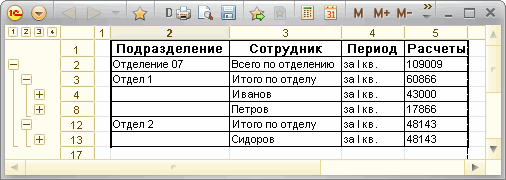 1С D 31 M M+ M-
1 2 3 4 1 2 3 4 5
1 Подразделение Сотрудник Период Расчеты
2 Отделение 07 Всего по отделению за I кв. 109009
3 Отдел 1 Итого по отделу за I кв. 60866
4 Иванов за I кв. 43000
8 Петров за I кв. 17866
12 Отдел 2 Итого по отделу за I кв. 48143
13 Сидоров за I кв. 48143
17